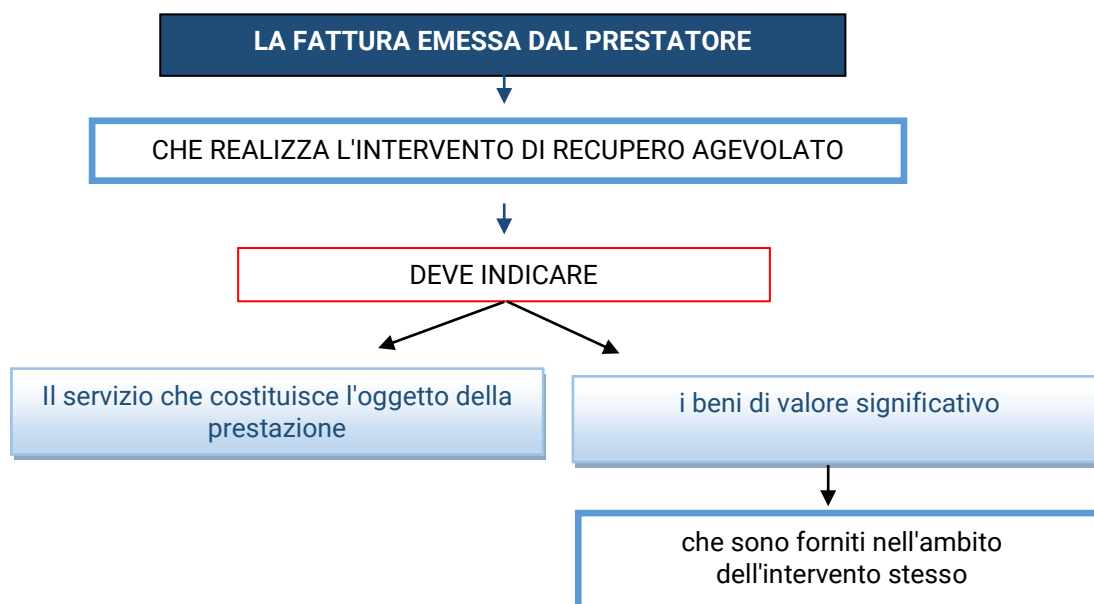 LA FATTURA EMESSA DAL PRESTATORE
CHE REALIZZA L'INTERVENTO DI RECUPERO AGEVOLATO
DEVE INDICARE
Il servizio che costituisce l'oggetto della
prestazione
i beni di valore significativo
che sono forniti nell'ambito
dell'intervento stesso